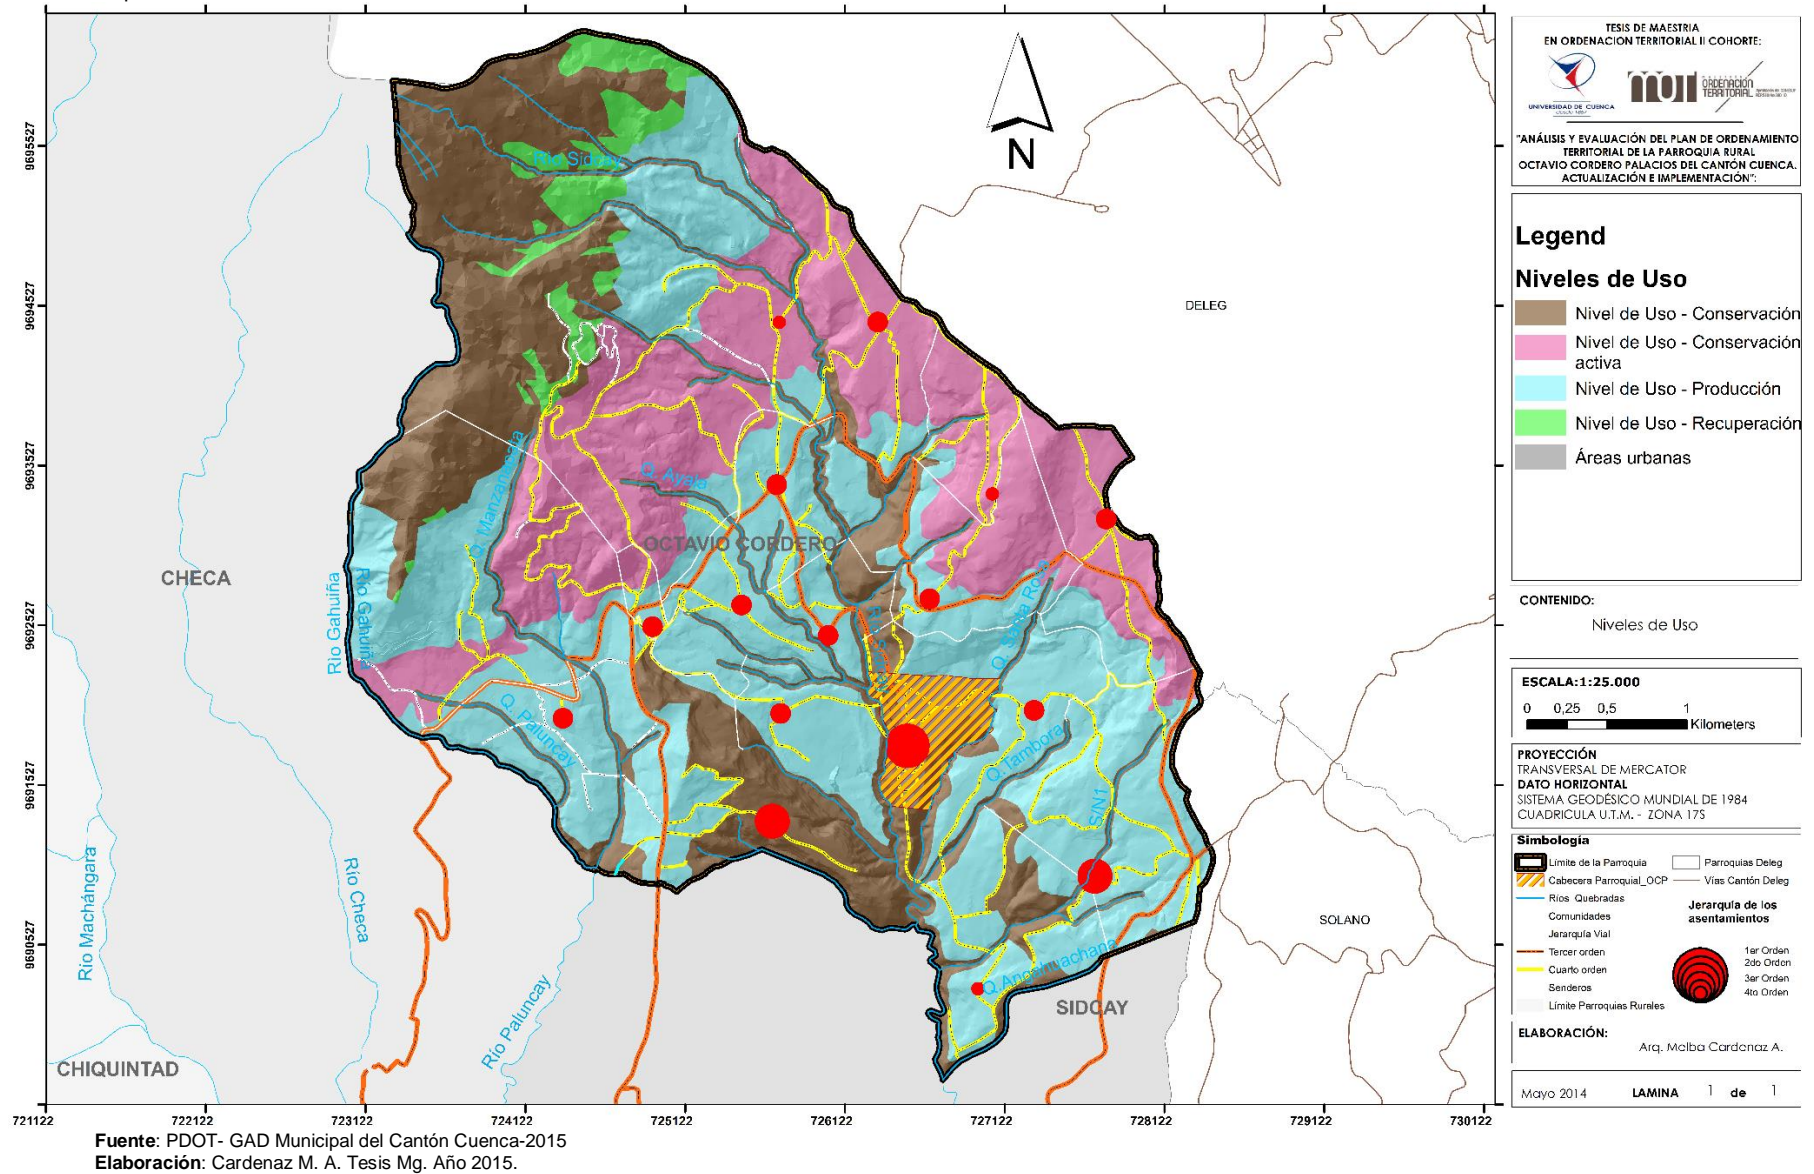 N
Río Sidcay
DELEG
Q. Manzanaeda
Q. Ayala
OCTAVIO CORDERO
CHECA
Río Gahuiña
Río Gahuiña
Q. Santa Rosa
Q. Paluncay
Q. Tambora
S/N1
Río Machángara
Río Checa
Río Paluncay
Q. Angahuachana
SIDCAY
SOLANO
CHIQUINTAD
9695527
9694527
9693527
9692527
9691527
9690527
721122
722122
723122
724122
725122
726122
727122
728122
729122
730122
TESIS DE MAESTRIA
EN ORDENACION TERRITORIAL II COHORTE:
UNIVERSIDAD DE CUENCA
MOT
ORDENACIÓN
TERRITORIAL
"ANÁLISIS Y EVALUACIÓN DEL PLAN DE ORDENAMIENTO
TERRITORIAL DE LA PARROQUIA RURAL
OCTAVIO CORDERO PALACIOS DEL CANTÓN CUENCA.
ACTUALIZACIÓN E IMPLEMENTACIÓN":
Legend
Niveles de Uso
Nivel de Uso - Conservación
Nivel de Uso - Conservación
activa
Nivel de Uso - Producción
Nivel de Uso - Recuperación
Áreas urbanas
CONTENIDO:
Niveles de Uso
ESCALA:1:25.000
0 0,25 0,5 1
Kilometers
PROYECCIÓN
TRANSVERSAL DE MERCATOR
DATO HORIZONTAL
SISTEMA GEODÉSICO MUNDIAL DE 1984
CUADRICULA U.T.M. - ZONA 17S
Simbología
Límite de la Parroquia
Parroquias Deleg
Cabecera Parroquial_OCP
Vías Cantón Deleg
Ríos Quebradas
Comunidades
Jerarquía Vial
Tercer orden
Cuarto orden
Senderos
Límite Parroquias Rurales
Jerarquía de los
asentamientos
1er Orden
2do Orden
3er Orden
4to Orden
ELABORACIÓN:
Arq. Melba Cardenaz A.
Mayo 2014 LAMINA 1 de 1
Fuente: PDOT- GAD Municipal del Cantón Cuenca-2015
Elaboración: Cardenaz M. A. Tesis Mg. Año 2015.